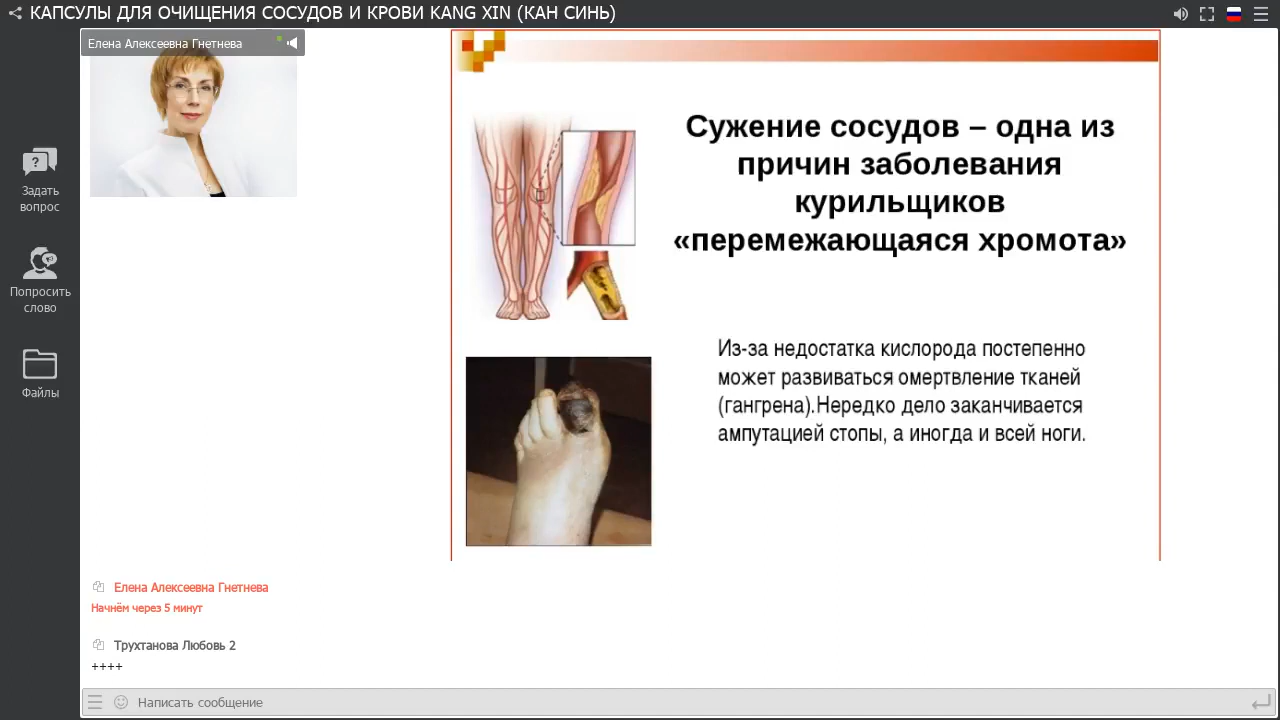 КАПСУЛЫ ДЛЯ ОЧИЩЕНИЯ СОСУДОВ И КРОВИ KANG XIN (КАН СИНЬ)
Елена Алексеевна Гнетнева
Задать
вопрос
Попросить
слово
Файлы
Сужение сосудов – одна из
причин заболевания
курильщиков
«перемежающаяся хромота»
Из-за недостатка кислорода постепенно
может развиваться омертвление тканей
(гангрена).Нередко дело заканчивается
ампутацией стопы, а иногда и всей ноги.
Елена Алексеевна Гнетнева
Начнём через 5 минут
Трухтанова Любовь 2
++++
Написать сообщение